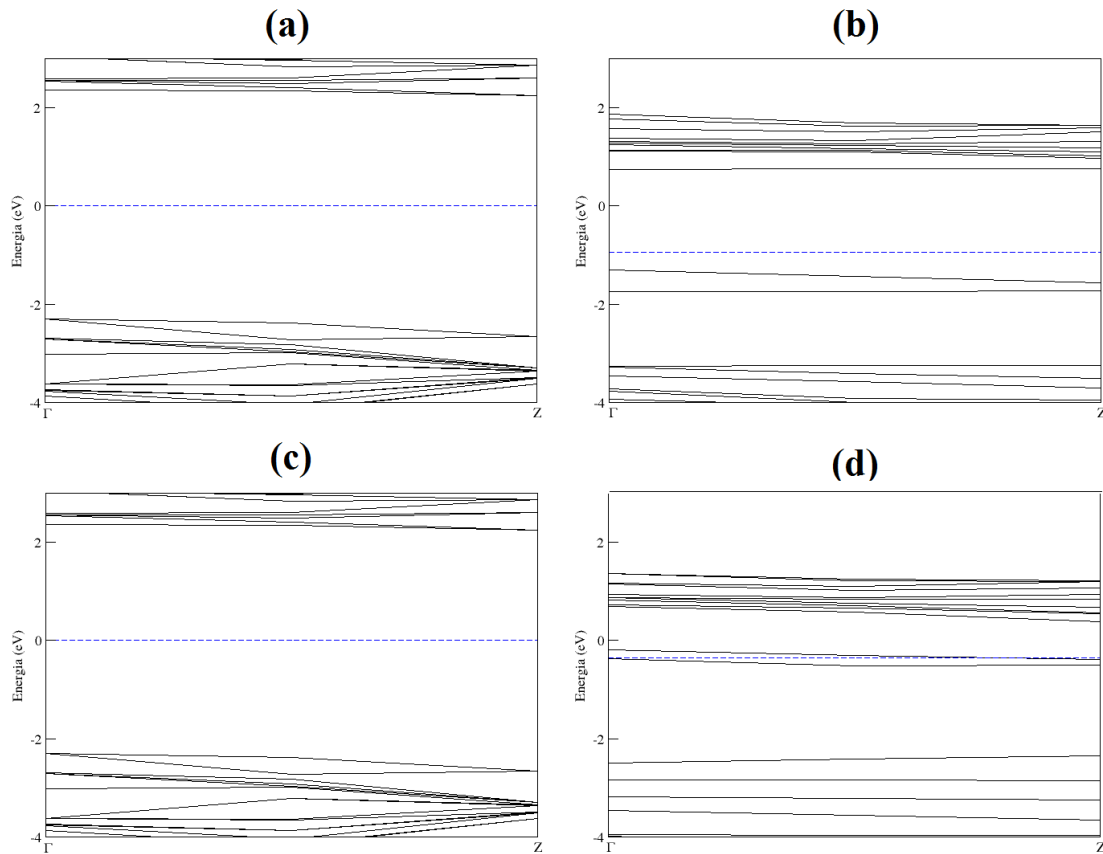 (a)
2
0
-2
-4
Energia (eV)
Γ
Z
(b)
2
0
-2
-4
Energia (eV)
Γ
Z
(c)
2
0
-2
-4
Energia (eV)
Γ
Z
(d)
2
0
-2
-4
Energia (eV)
Γ
Z